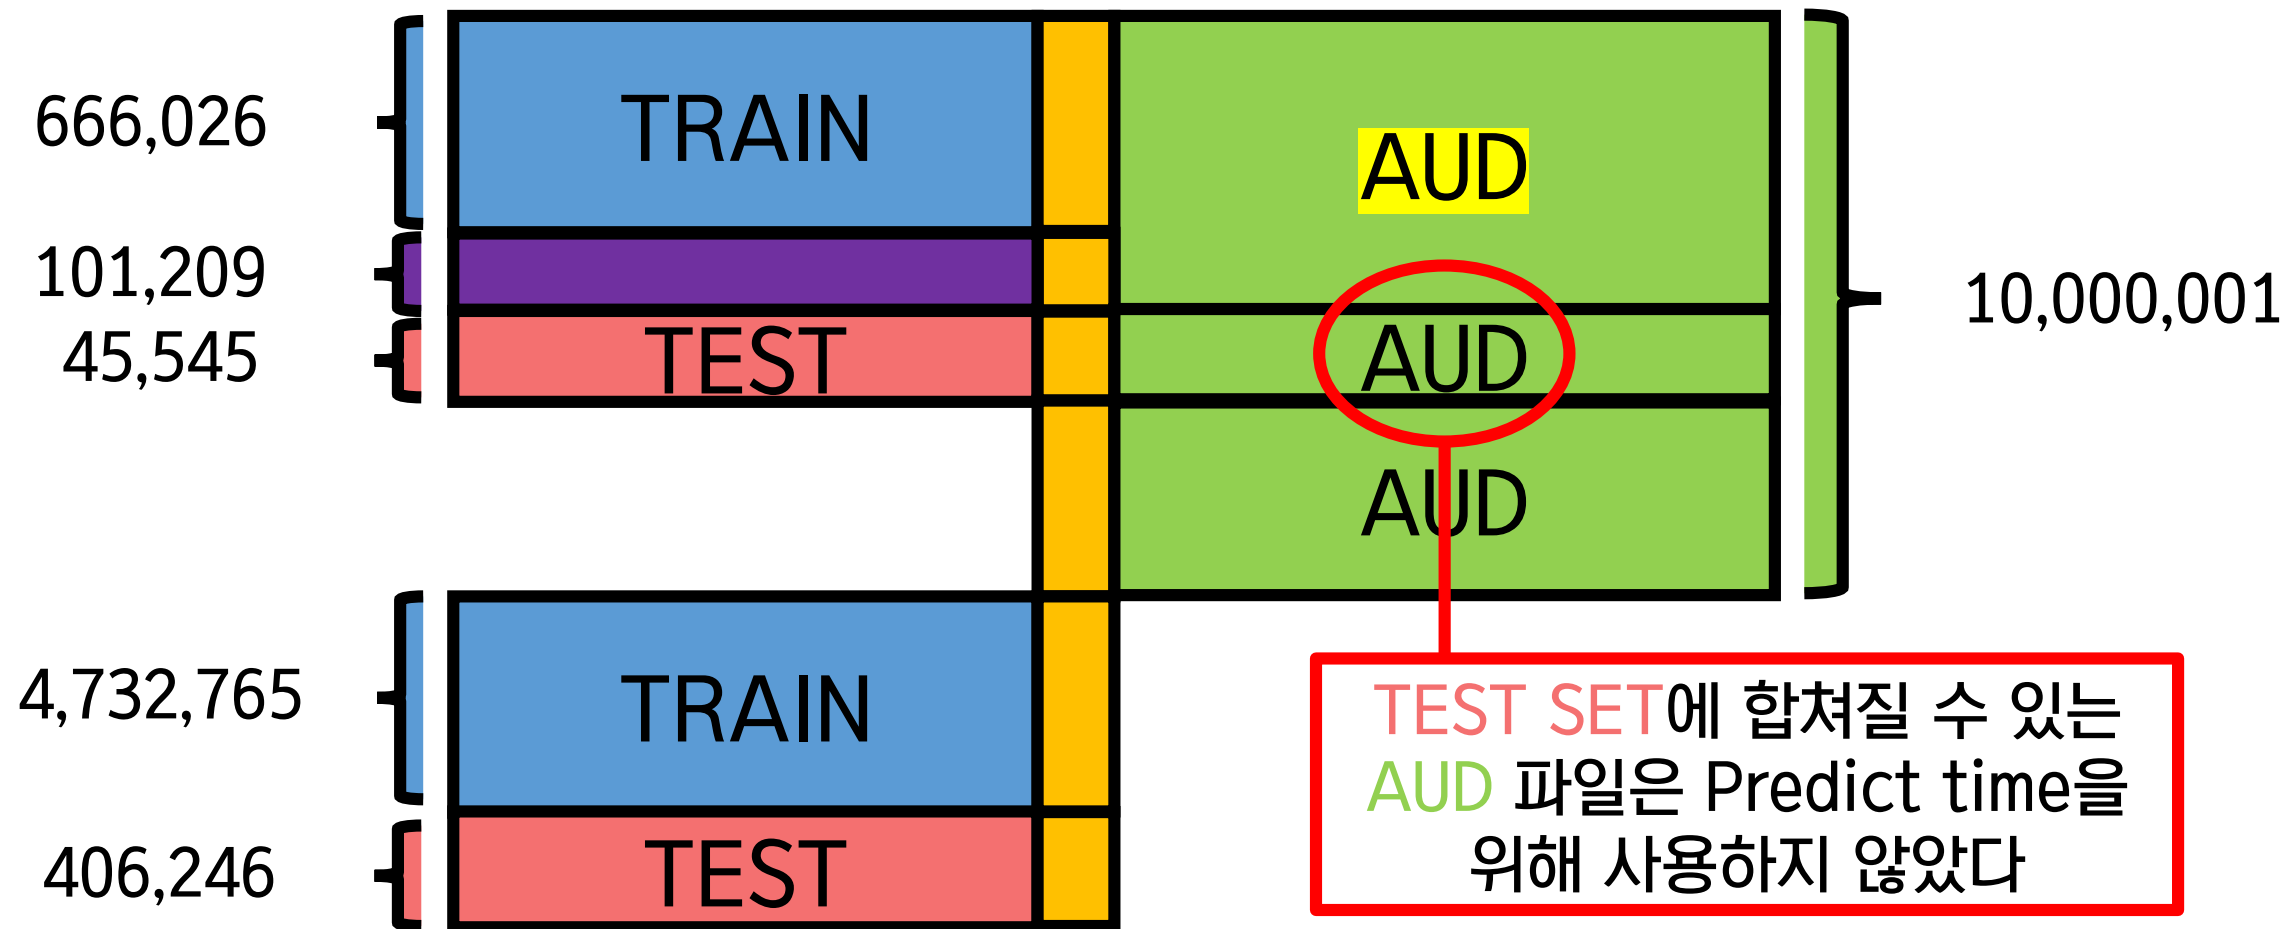 666,026
TRAIN
AUD
101,209
45,545
TEST
AUD
10,000,001
AUD
4,732,765
TRAIN
406,246
TEST
TEST SET에 합쳐질 수 있는
AUD 파일은 Predict time을
위해 사용하지 않았다